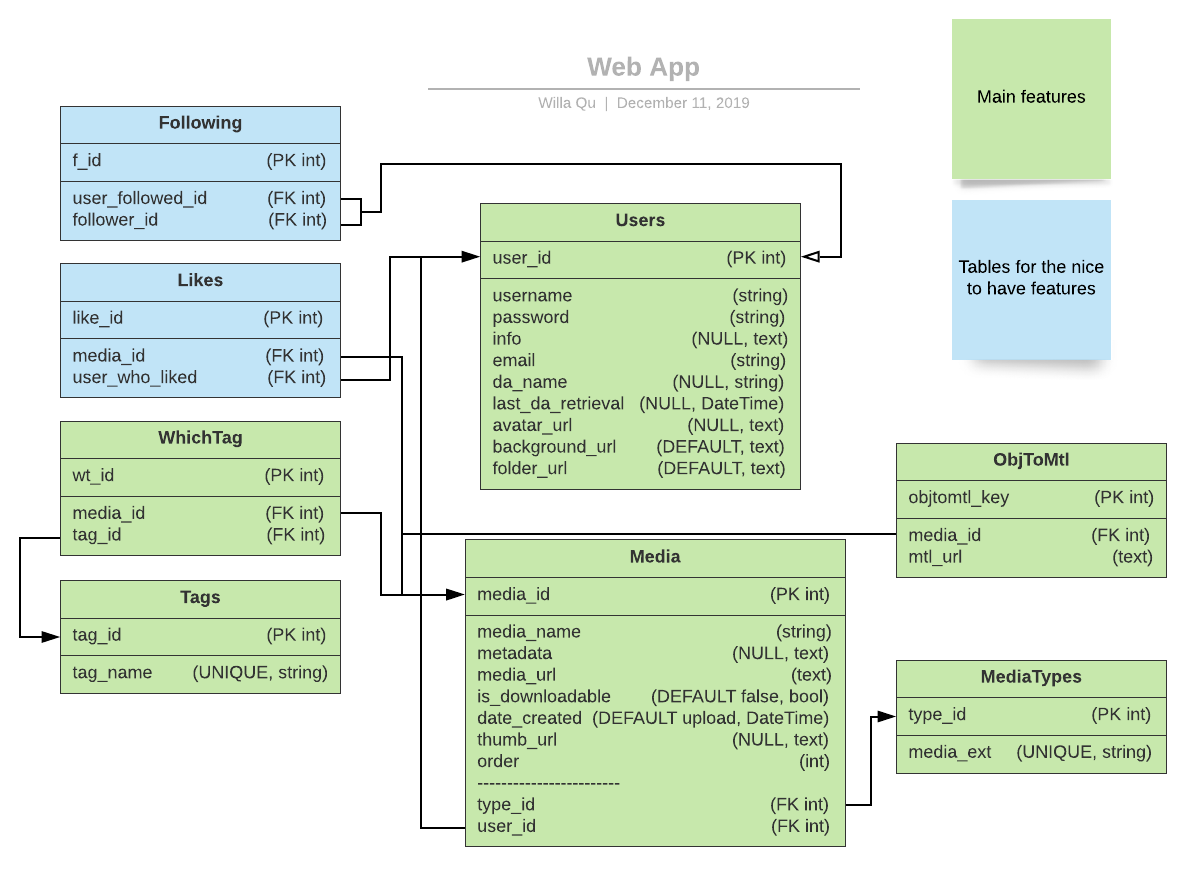 Web App
Willa Qu | December 11, 2019
Main features
Tables for the nice
to have features
Following
f_id (PK int)
user_followed_id (FK int)
follower_id (FK int)
Likes
like_id (PK int)
media_id (FK int)
user_who_liked (FK int)
WhichTag
wt_id (PK int)
media_id (FK int)
tag_id (FK int)
Tags
tag_id (PK int)
tag_name (UNIQUE, string)
Users
user_id (PK int)
username (string)
password (string)
info (NULL, text)
email (string)
da_name (NULL, string)
last_da_retrieval (NULL, DateTime)
avatar_url (NULL, text)
background_url (DEFAULT, text)
folder_url (DEFAULT, text)
Media
media_id (PK int)
media_name (string)
metadata (NULL, text)
media_url (text)
is_downloadable (DEFAULT false, bool)
date_created (DEFAULT upload, DateTime)
thumb_url (NULL, text)
order (int)
------------------------
type_id (FK int)
user_id (FK int)
ObjToMtl
objtomtl_key (PK int)
media_id (FK int)
mtl_url (text)
MediaTypes
type_id (PK int)
media_ext (UNIQUE, string)